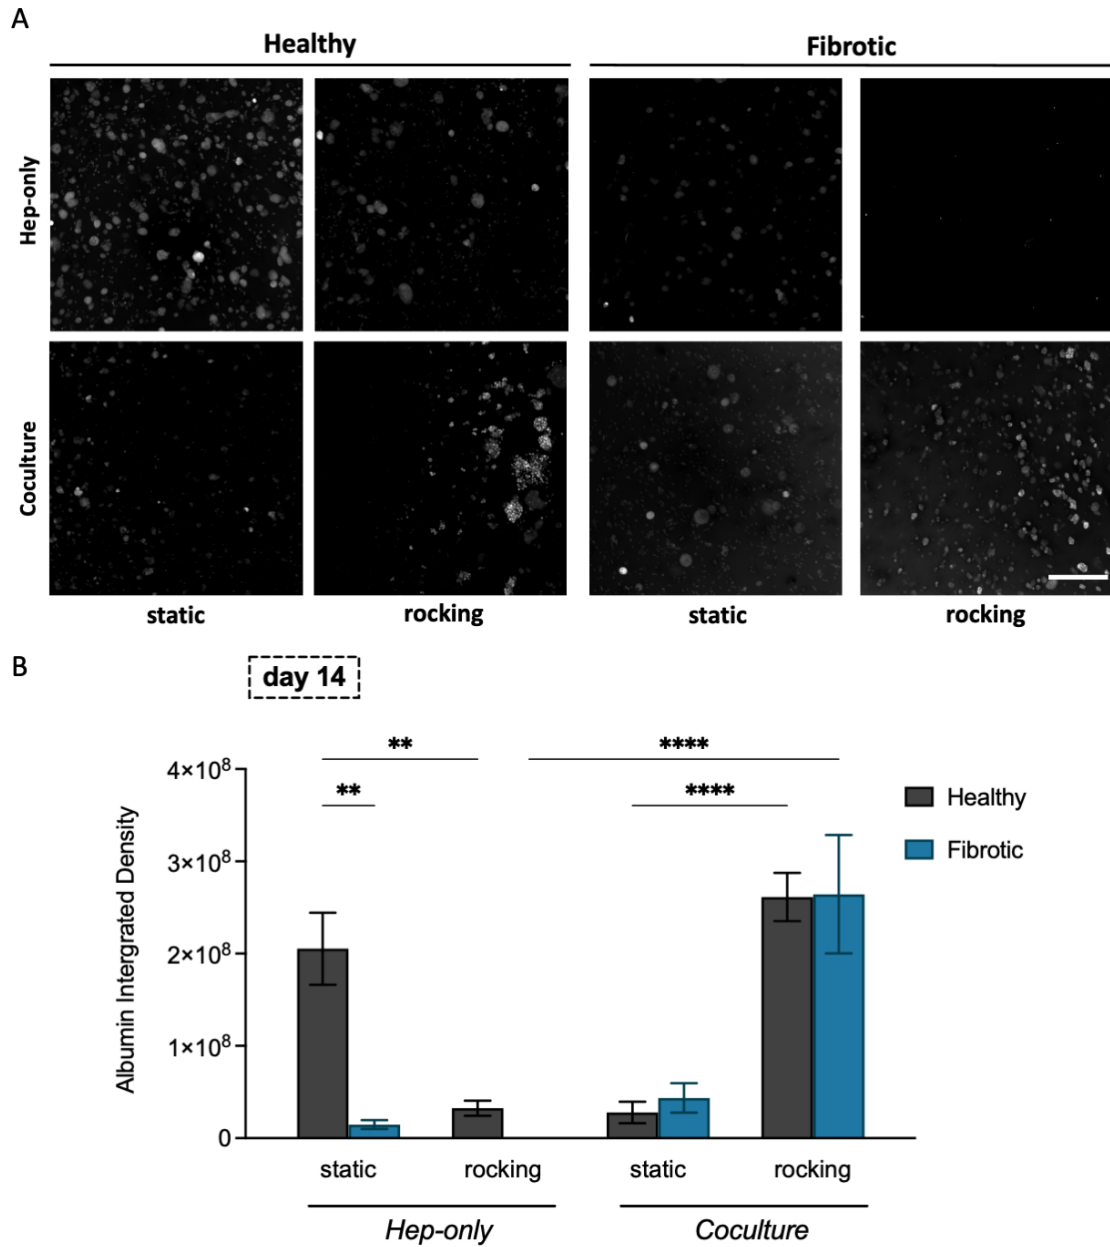 A
Healthy
Fibrotic
Hep-only
Coculture
static
rocking
static
rocking
B
day 14
**
****
**
****
4×10⁸
3×10⁸
2×10⁸
1×10⁸
0
Albumin Intergrated Density
Healthy
Fibrotic
static
rocking
static
rocking
Hep-only
Coculture